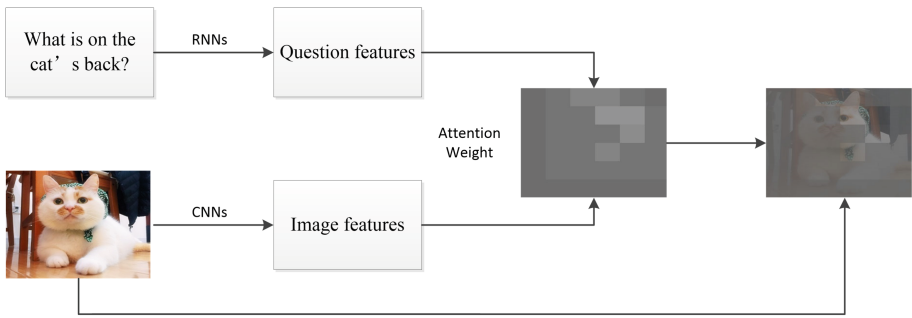 What is on the
cat’s back?
RNNs
Question features
Attention
Weight
CNNs
Image features